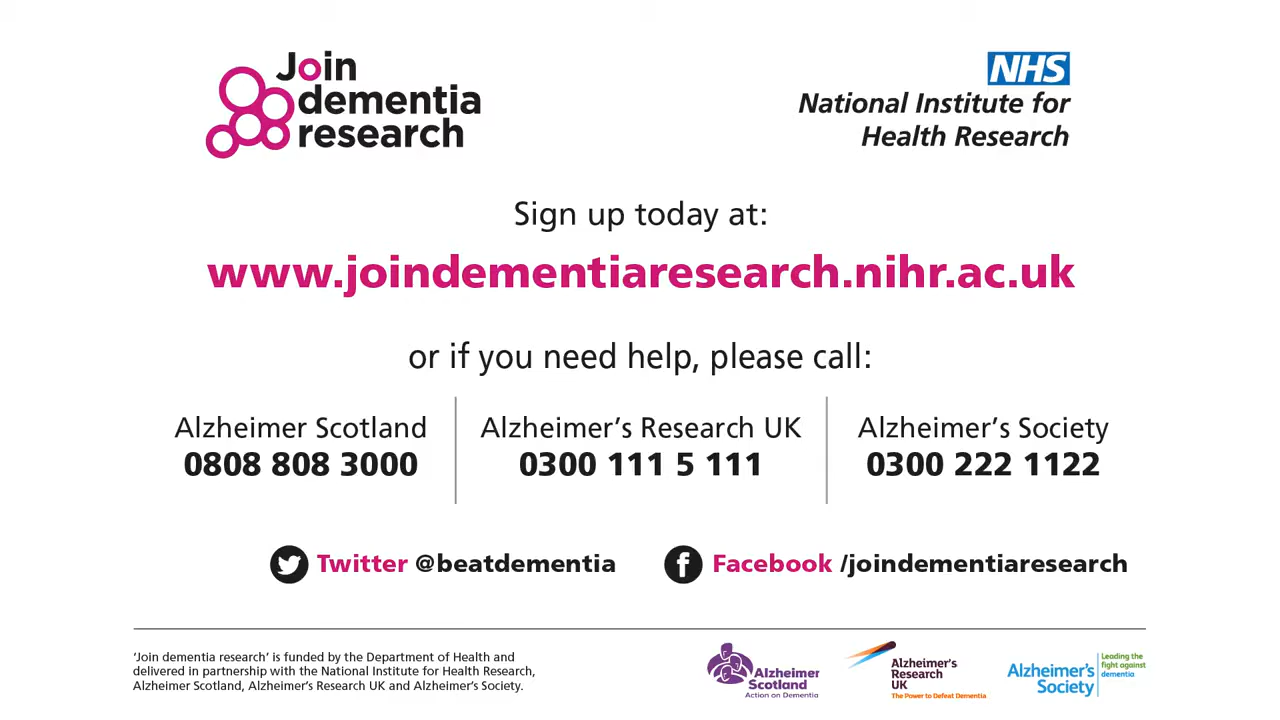 Join
dementia
research
NHS
National Institute for
Health Research
Sign up today at:
www.joindementiaresearch.nihr.ac.uk
or if you need help, please call:
Alzheimer Scotland
0808 808 3000
Alzheimer's Research UK
0300 111 5 111
Alzheimer's Society
0300 222 1122
Twitter @beatdementia
Facebook /joindementiaresearch
'Join dementia research' is funded by the Department of Health and
delivered in partnership with the National Institute for Health Research,
Alzheimer Scotland, Alzheimer's Research UK and Alzheimer's Society.
Alzheimer
Scotland
Action on Dementia
Alzheimer's
Research
UK
The Power to Defeat Dementia
Alzheimer's
Society
Leading the
fight against
dementia